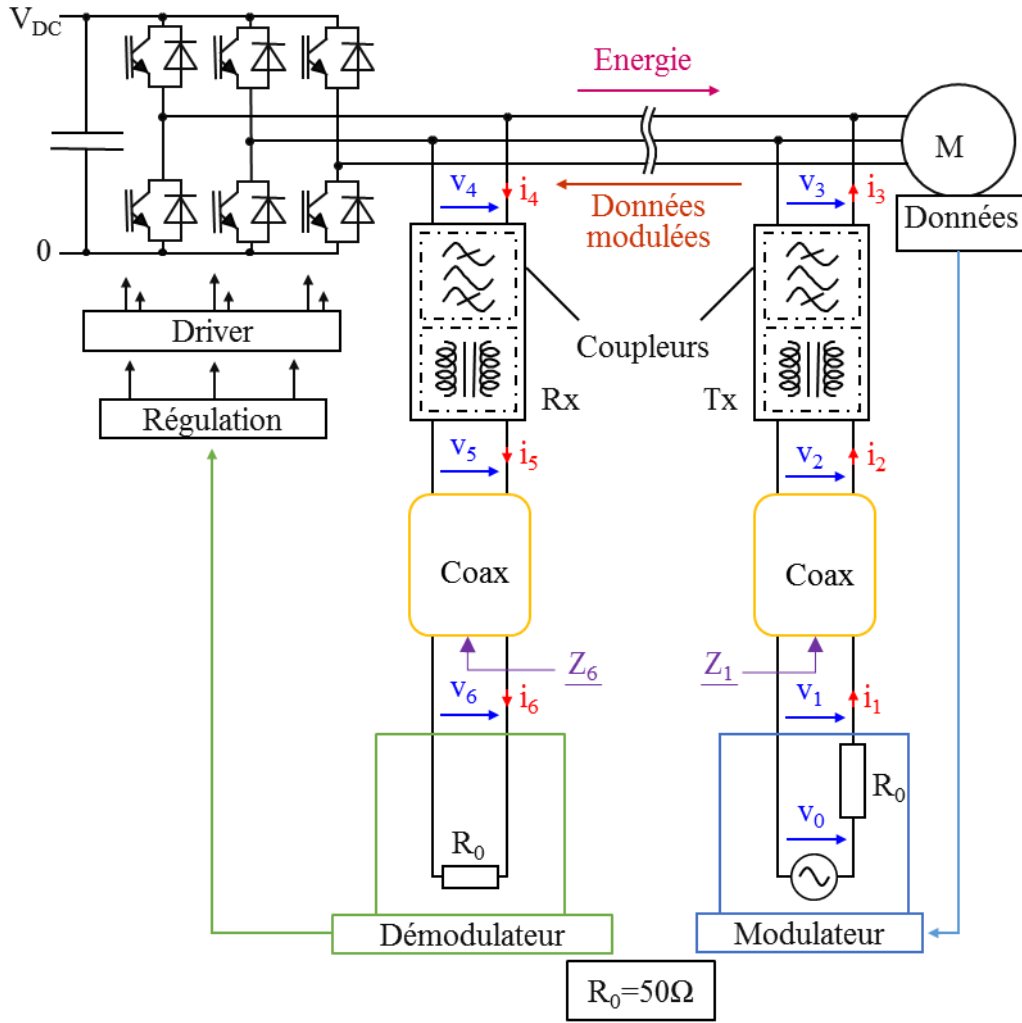 V_DC
Energie
M
v₄
i₄
Données
modulées
v₃
i₃
Données
0
Driver
Coupleurs
Régulation
Rx
Tx
v₅
i₅
v₂
i₂
Coax
Coax
Z₆
Z₁
v₆
i₆
v₁
i₁
R₀
v₀
R₀
Démodulateur
Modulateur
R₀=50Ω